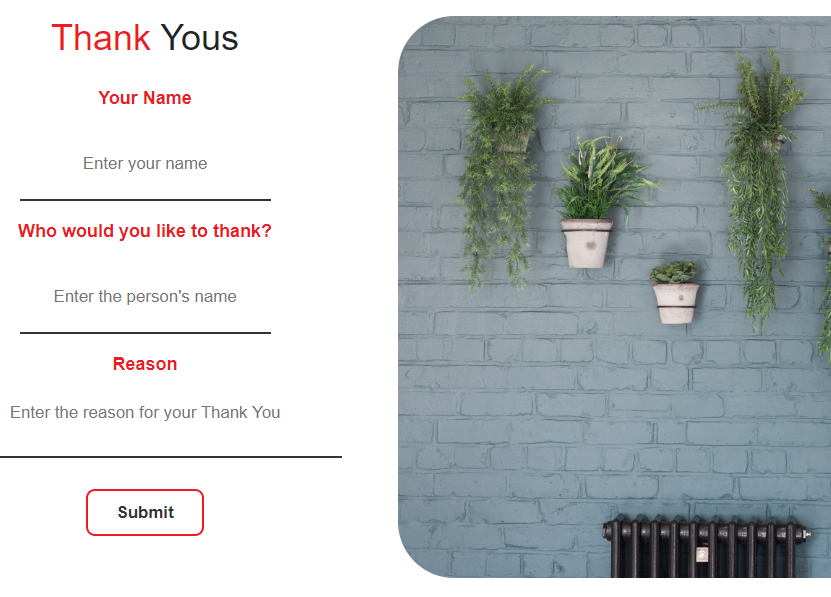 Thank Yous
Your Name
Enter your name
Who would you like to thank?
Enter the person's name
Reason
Enter the reason for your Thank You
Submit